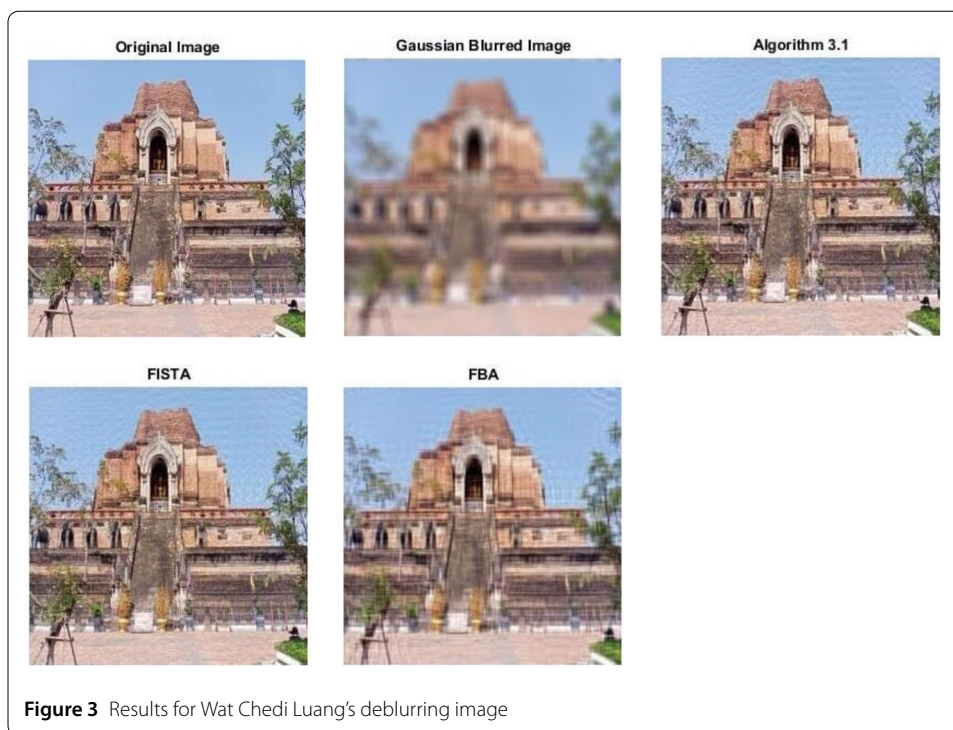 Original Image
Gaussian Blurred Image
Algorithm 3.1
FISTA
FBA
Figure 3 Results for Wat Chedi Luang’s deblurring image